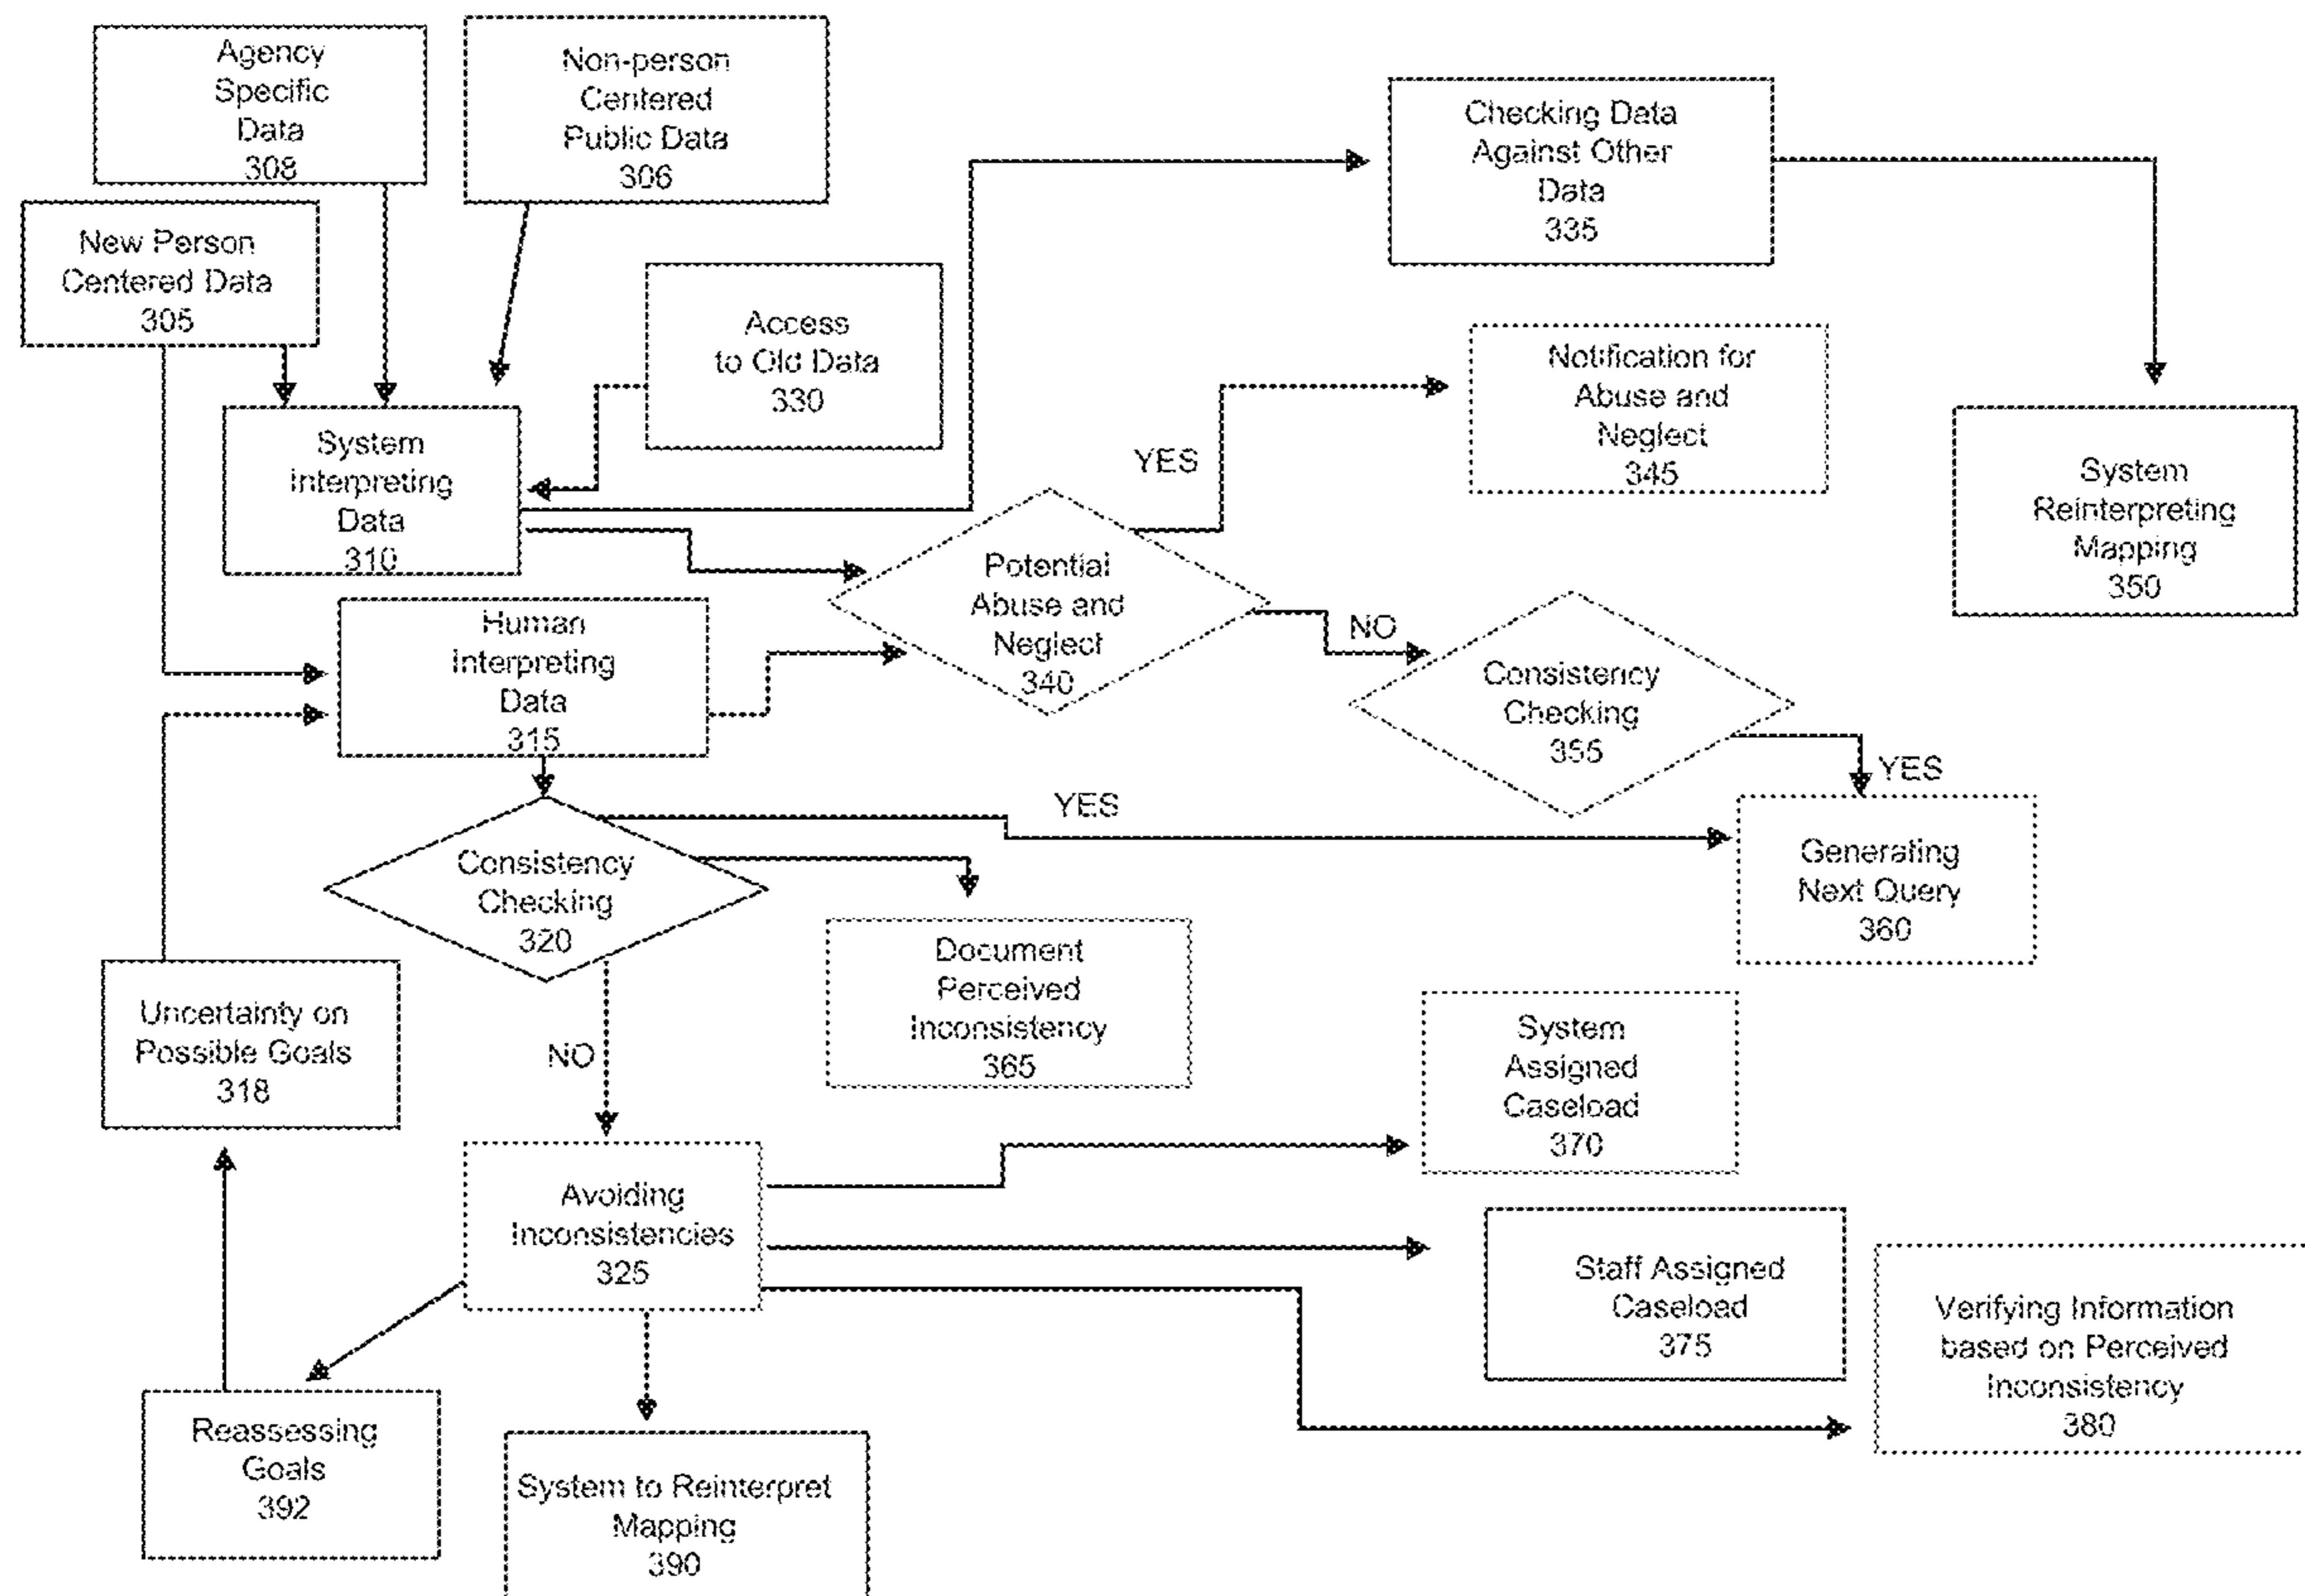 Agency
Specific
Data
308
Non-person
Centered
Public Data
306
Checking Data
Against Other
Data
335
New Person
Centered Data
305
Access
to Old Data
330
Notification for
Abuse and
Neglect
345
System
Interpreting
Data
310
YES
System
Reinterpreting
Mapping
350
Potential
Abuse and
Neglect
340
NO
Human
Interpreting
Data
315
Consistency
Checking
355
YES
YES
Consistency
Checking
320
Generating
Next Query
360
Document
Perceived
Inconsistency
365
Uncertainty on
Possible Goals
318
NO
System
Assigned
Caseload
370
Avoiding
Inconsistencies
325
Staff Assigned
Caseload
375
Verifying Information
based on Perceived
Inconsistency
380
Reassessing
Goals
392
System to Reinterpret
Mapping
390